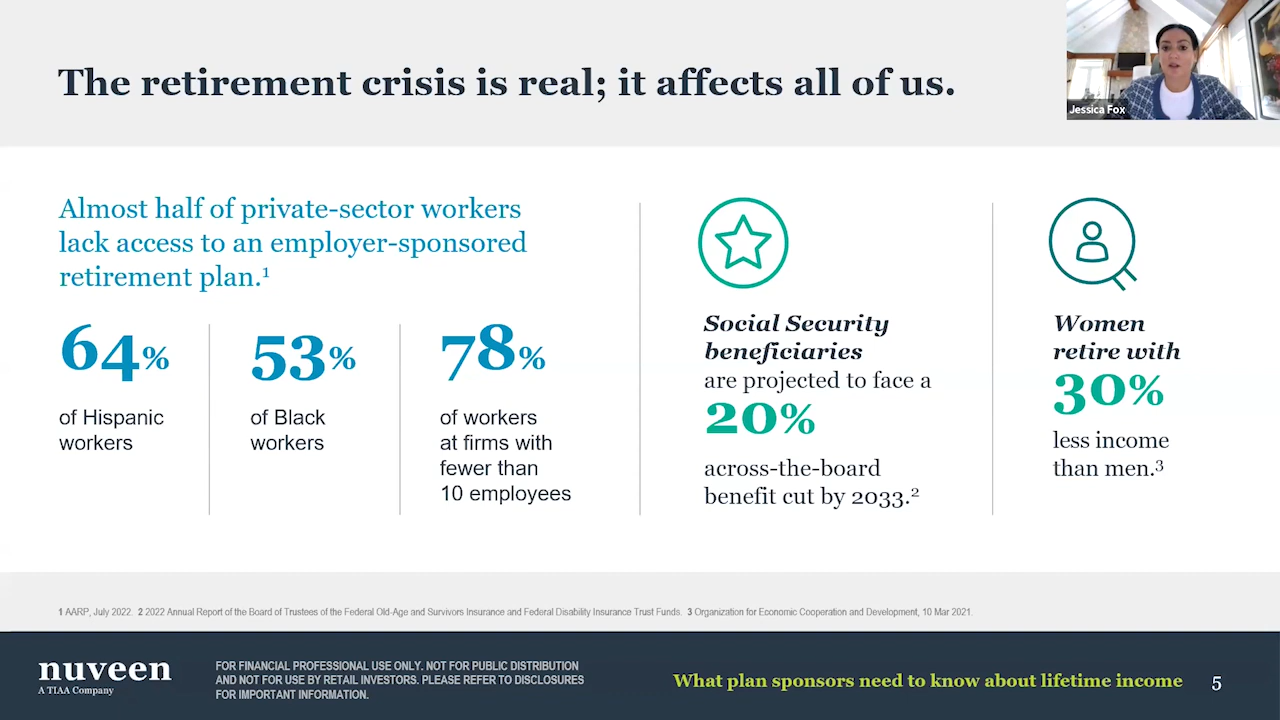 The retirement crisis is real; it affects all of us.
Jessica Fox
Almost half of private-sector workers
lack access to an employer-sponsored
retirement plan.1
64%
of Hispanic
workers
53%
of Black
workers
78%
of workers
at firms with
fewer than
10 employees
Social Security
beneficiaries
are projected to face a
20%
across-the-board
benefit cut by 2033.2
Women
retire with
30%
less income
than men.3
1 AARP, July 2022. 2 2022 Annual Report of the Board of Trustees of the Federal Old-Age and Survivors Insurance and Federal Disability Insurance Trust Funds. 3 Organization for Economic Cooperation and Development, 10 Mar 2021.
nuveen
A TIAA Company
FOR FINANCIAL PROFESSIONAL USE ONLY. NOT FOR PUBLIC DISTRIBUTION
AND NOT FOR USE BY RETAIL INVESTORS. PLEASE REFER TO DISCLOSURES
FOR IMPORTANT INFORMATION.
What plan sponsors need to know about lifetime income 5